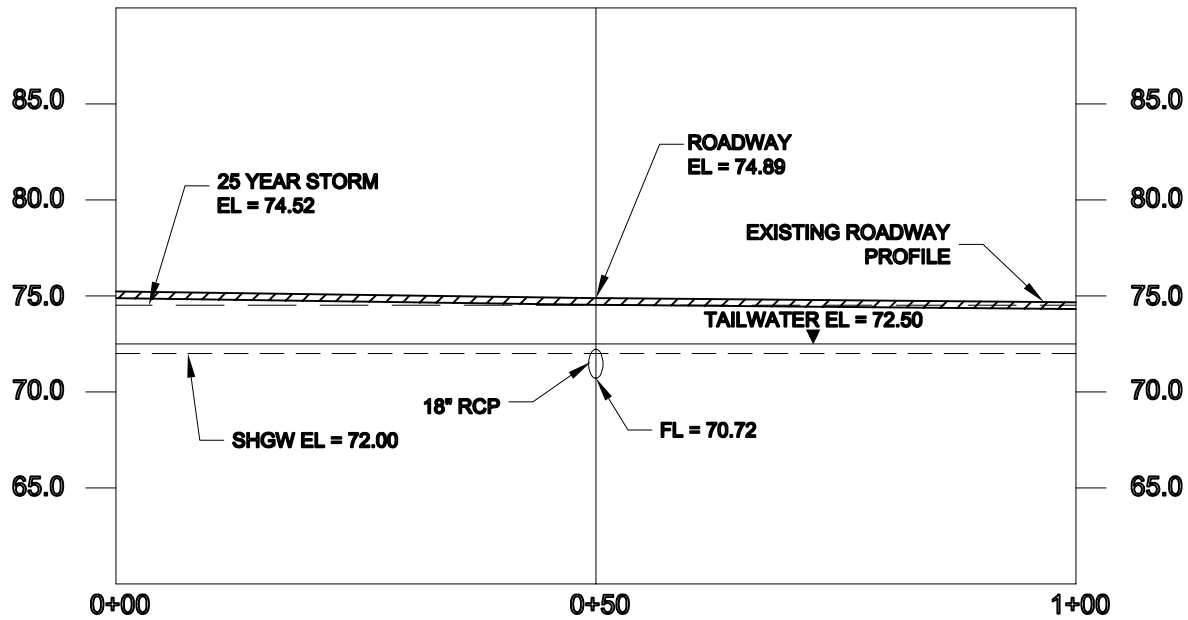 85.0
85.0
ROADWAY
EL = 74.89
25 YEAR STORM
EL = 74.52
80.0
80.0
EXISTING ROADWAY
PROFILE
75.0
75.0
TAILWATER EL = 72.50
70.0
70.0
18" RCP
FL = 70.72
SHGW EL = 72.00
65.0
65.0
0+00
0+50
1+00